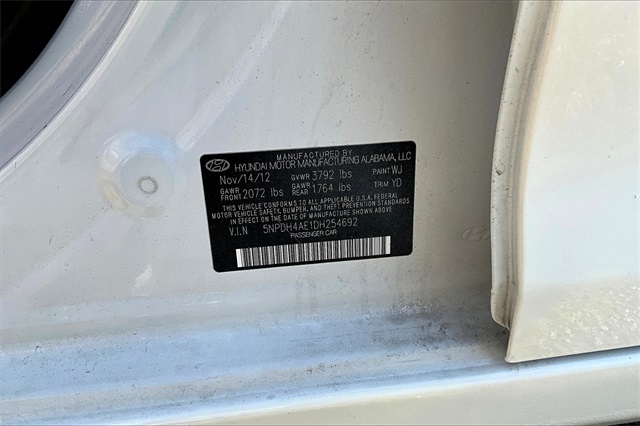 MANUFACTURED BY
HYUNDAI MOTOR MANUFACTURING ALABAMA, LLC
Nov/14/12 GVWR 3792 lbs PAINT WJ
GAWR FRONT 2072 lbs GAWR REAR 1764 lbs TRIM YD
THIS VEHICLE CONFORMS TO ALL APPLICABLE U.S. FEDERAL
MOTOR VEHICLE SAFETY, BUMPER, AND THEFT PREVENTION
STANDARDS IN EFFECT ON THE DATE OF MANUFACTURE SHOWN ABOVE.
V.I.N 5NPDH4AE1DH254692
PASSENGER CAR